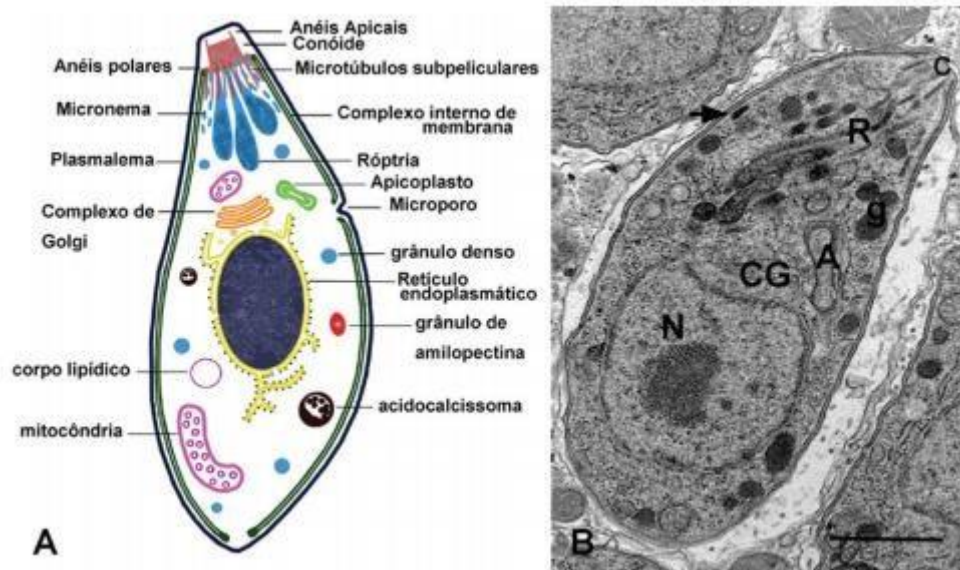 Anéis Apicais
Conóide
Anéis polares
Microtúbulos subpeliculares
Micronema
Complexo interno de
membrana
Plasmalema
Róptria
Apicoplasto
Microporo
Complexo de
Golgi
grânulo denso
Retículo
endoplasmático
grânulo de
amilopectina
corpo lipídico
acidocalcissoma
mitocôndria
A
C
R
g
A
CG
N
B